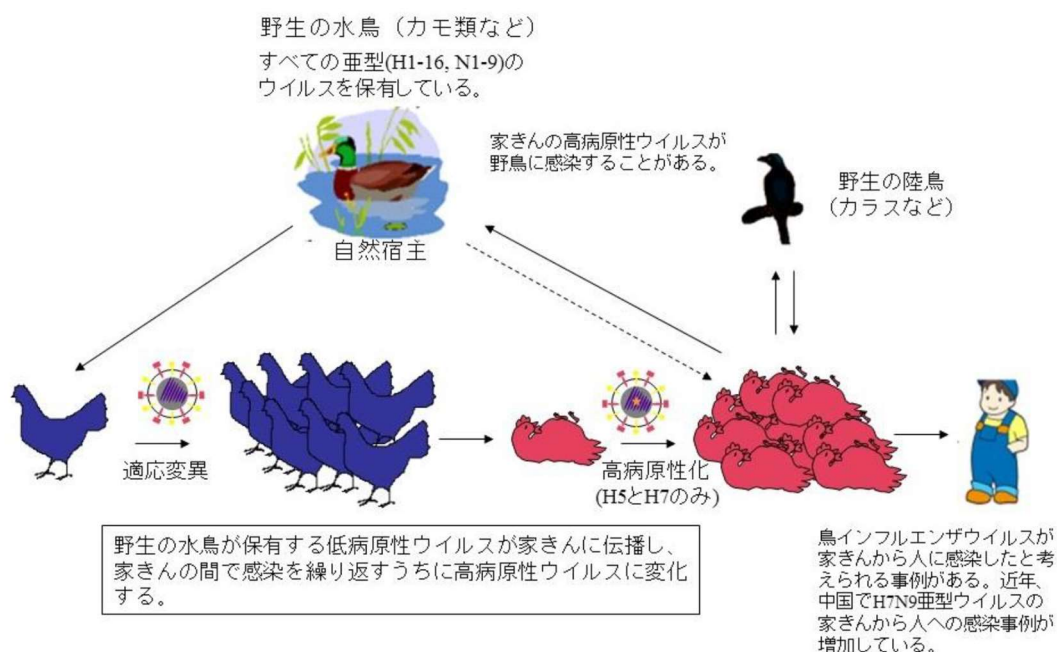 野生の水鳥（カモ類など）
すべての亜型(H1-16, N1-9)の
ウイルスを保有している。
家きんの高病原性ウイルスが
野鳥に感染することがある。
野生の陸鳥
（カラスなど）
自然宿主
適応変異
高病原性化
(H5とH7のみ)
野生の水鳥が保有する低病原性ウイルスが家きんに伝播し、
家きんの間で感染を繰り返すうちに高病原性ウイルスに変化
する。
鳥インフルエンザウイルスが
家きんから人に感染したと考
えられる事例がある。近年、
中国でH7N9亜型ウイルスの
家きんから人への感染事例が
増加している。